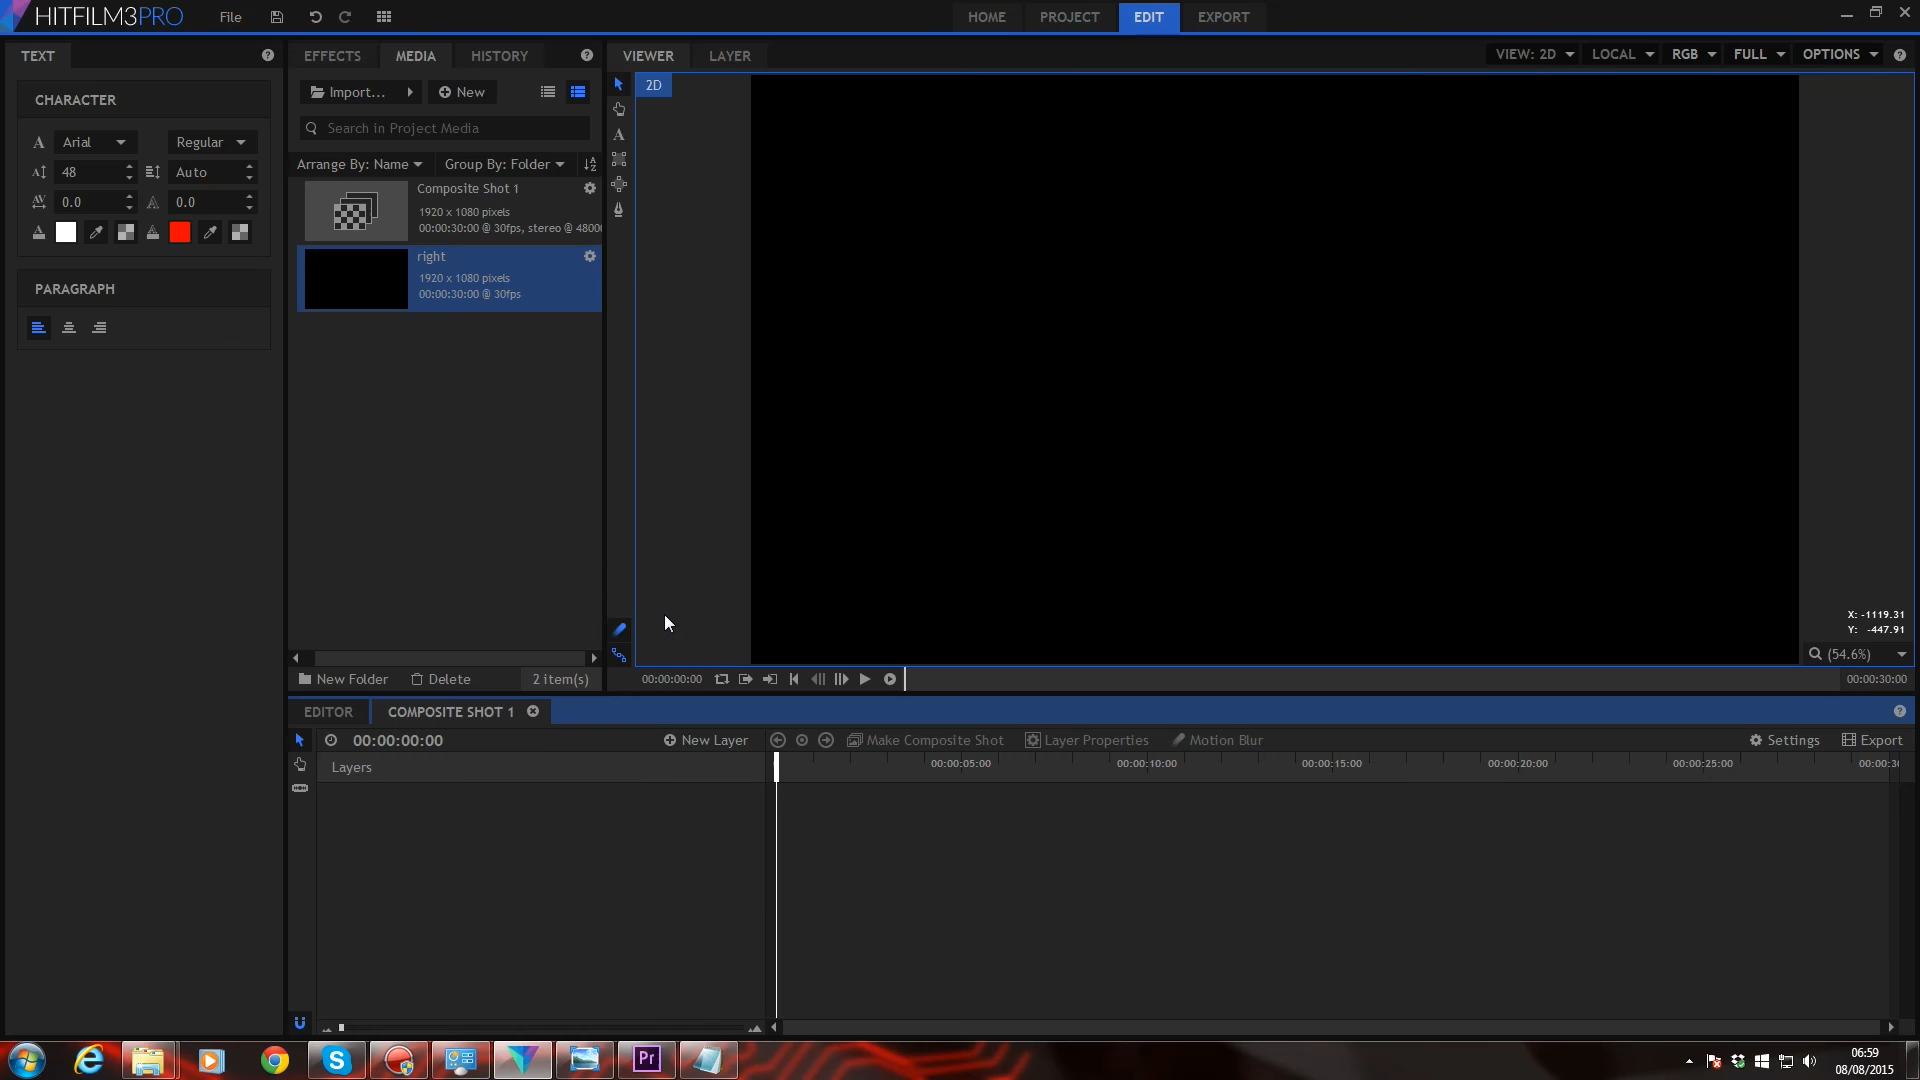 HITFILM3PRO File HOME PROJECT EDIT EXPORT
TEXT EFFECTS MEDIA HISTORY VIEWER LAYER VIEW: 2D LOCAL RGB FULL OPTIONS
CHARACTER Import... New 2D
Search in Project Media
Arial Regular
Arrange By: Name Group By: Folder
48 Auto
Composite Shot 1
0.0 0.0
1920 x 1080 pixels
00:00:30:00 @ 30fps, stereo @ 4800
right
1920 x 1080 pixels
00:00:30:00 @ 30fps
PARAGRAPH
X: -1119.31
Y: -447.91
(54.6%)
New Folder Delete 2 item(s) 00:00:00:00 00:00:30:00
EDITOR COMPOSITE SHOT 1
00:00:00:00 New Layer Make Composite Shot Layer Properties Motion Blur Settings Export
Layers 00:00:05:00 00:00:10:00 00:00:15:00 00:00:20:00 00:00:25:00 00:00:30
Pr
06:59
08/08/2015